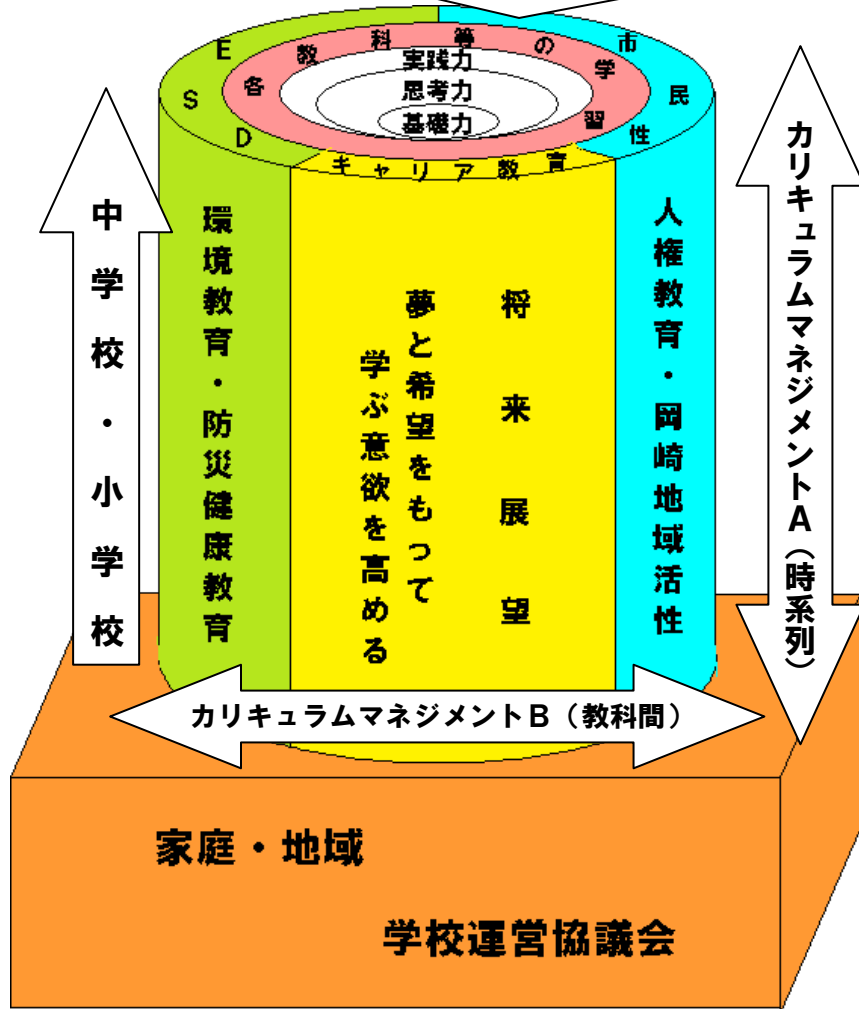 ESD
市民性
各教科等の学習
実践力
思考力
基礎力
キャリア教育
中学校・小学校
環境教育・防災健康教育
将来展望
夢と希望をもって
学ぶ意欲を高める
人権教育・岡崎地域活性
カリキュラムマネジメントA(時系列)
カリキュラムマネジメントB(教科間)
家庭・地域
学校運営協議会